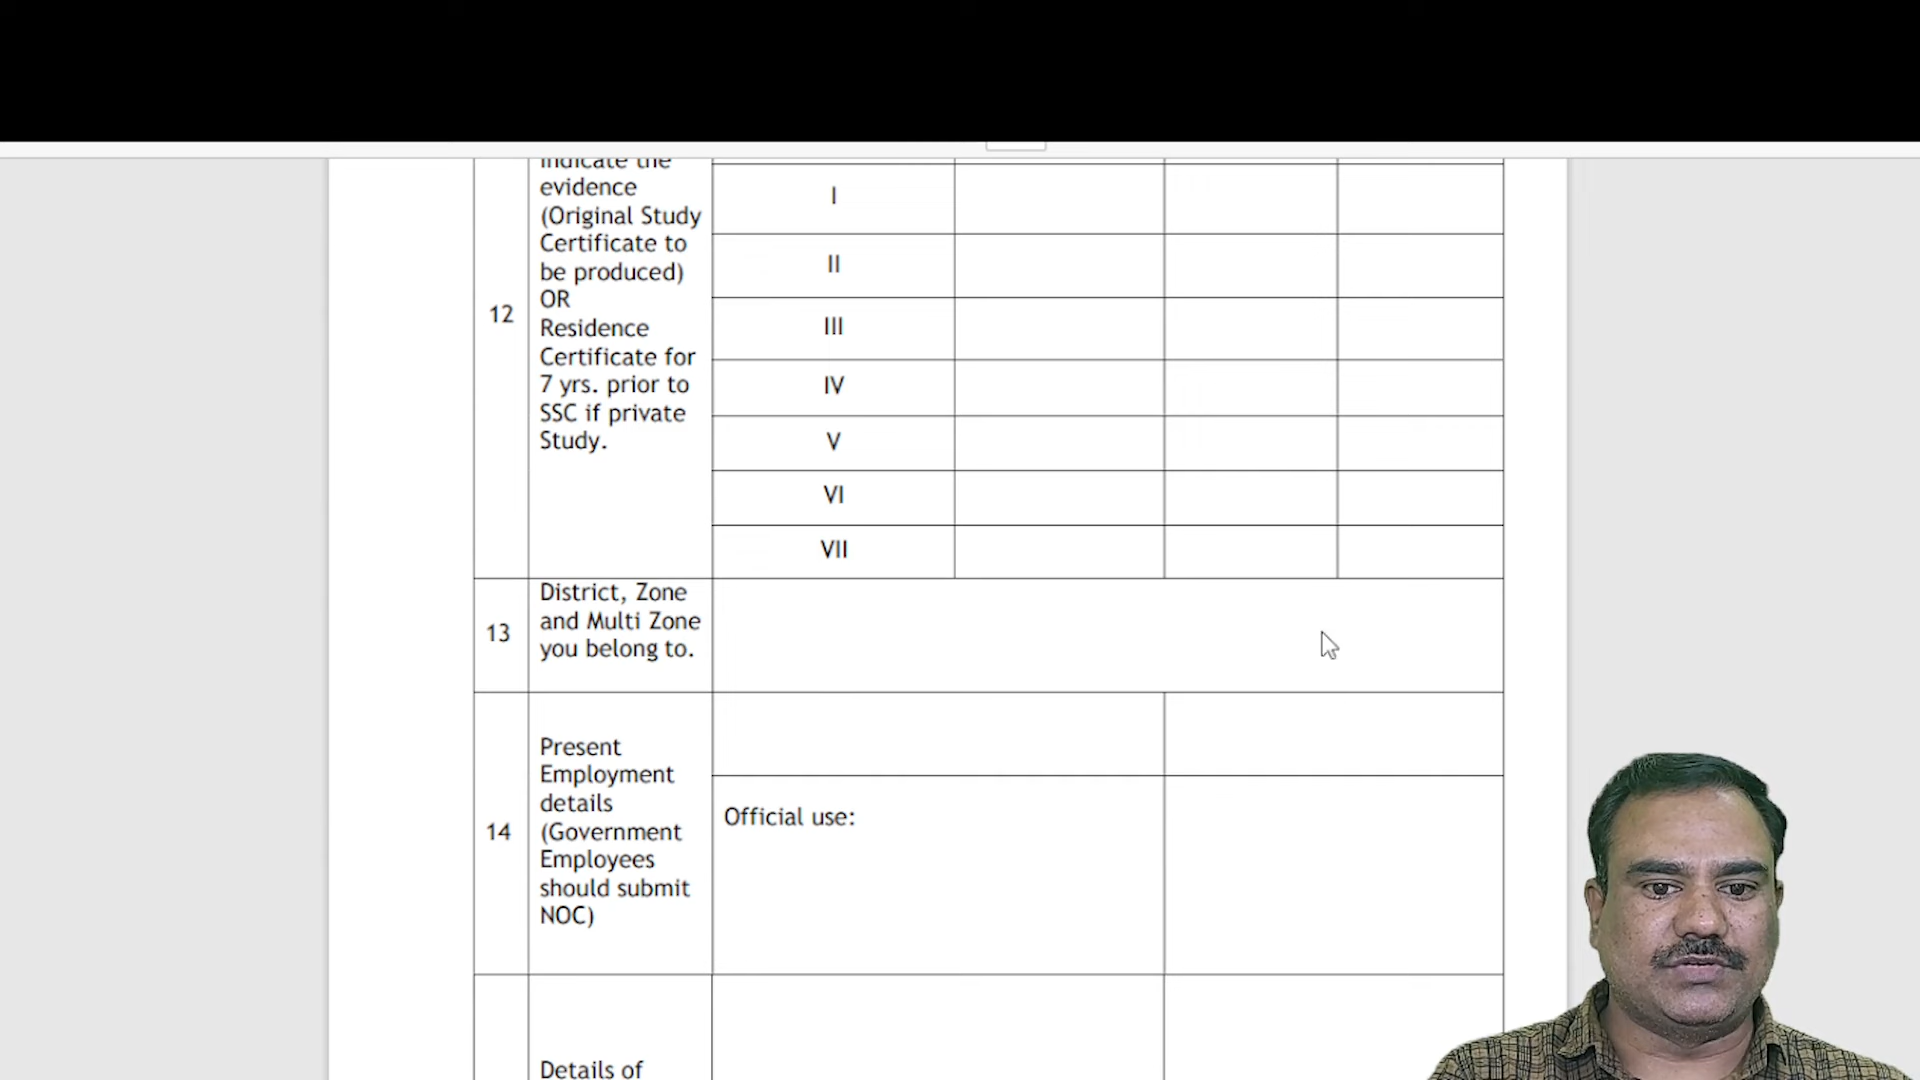 indicate the
evidence
(Original Study
Certificate to
be produced)
OR
Residence
Certificate for
7 yrs. prior to
SSC if private
Study.
12
I
II
III
IV
V
VI
VII
13
District, Zone
and Multi Zone
you belong to.
14
Present
Employment
details
(Government
Employees
should submit
NOC)
Official use:
Details of